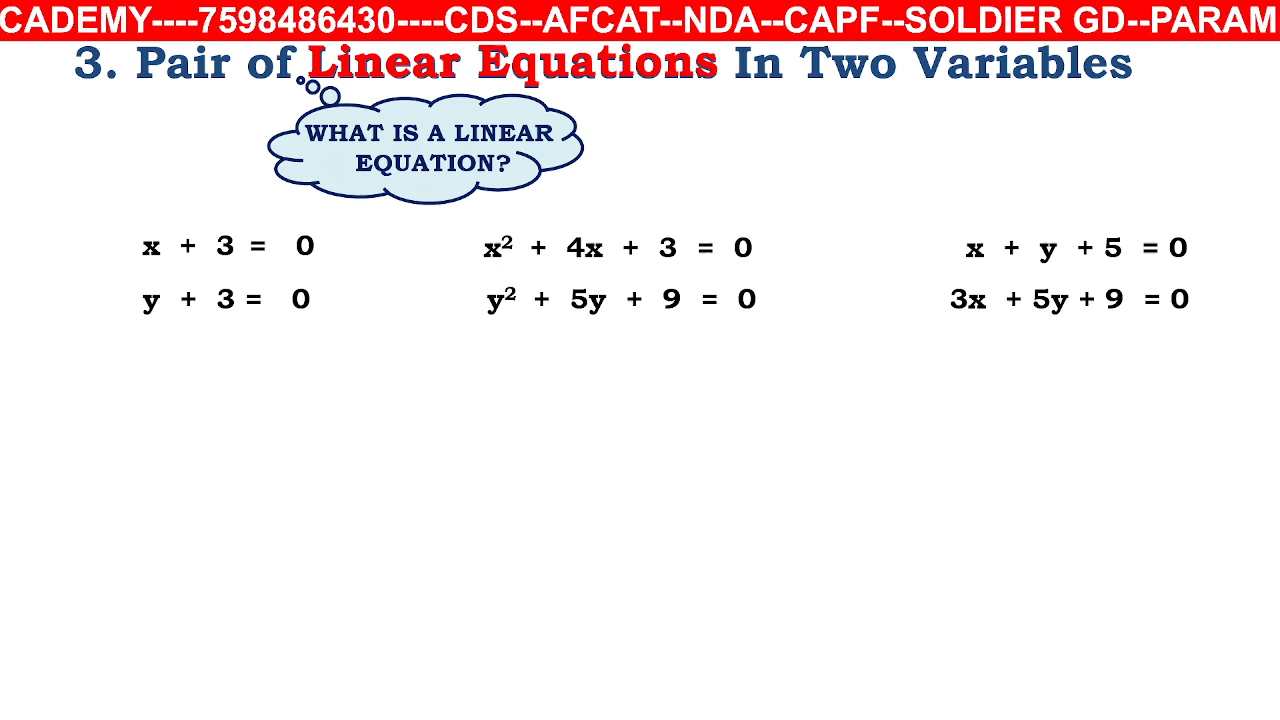 CADEMY----7598486430----CDS--AFCAT--NDA--CAPF--SOLDIER GD--PARAM
3. Pair of Linear Equations In Two Variables
WHAT IS A LINEAR
EQUATION?
x + 3 = 0
y + 3 = 0
x² + 4x + 3 = 0
y² + 5y + 9 = 0
x + y + 5 = 0
3x + 5y + 9 = 0